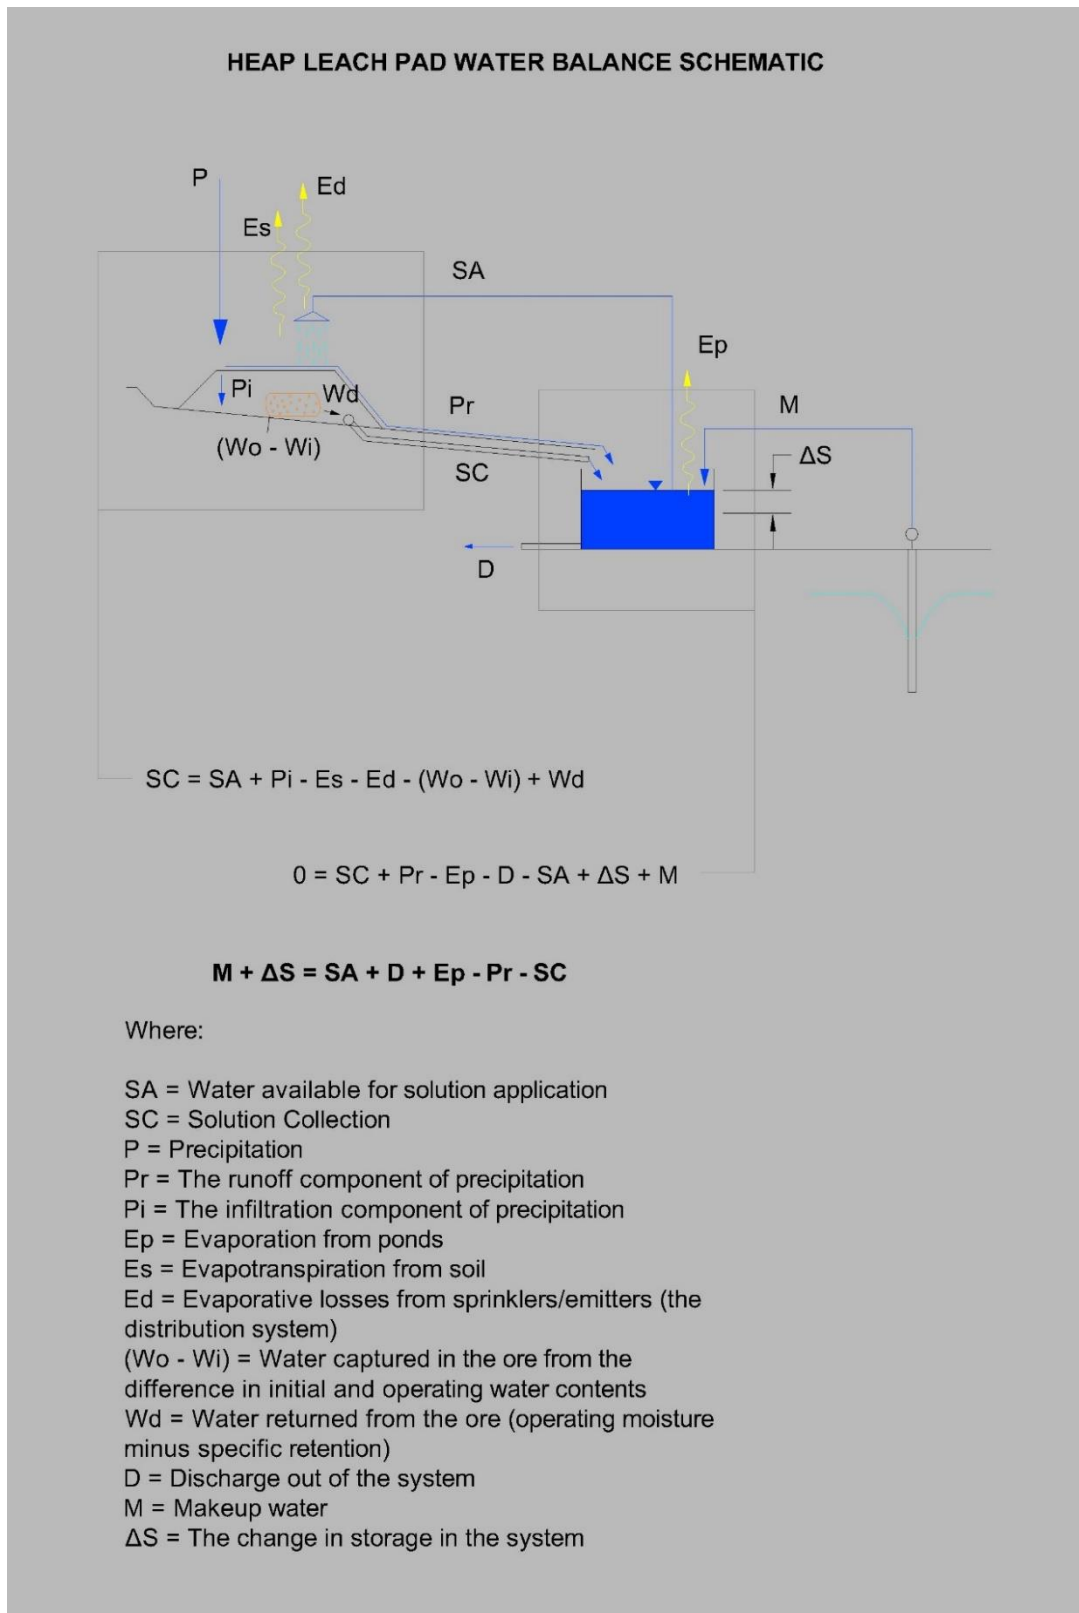 HEAP LEACH PAD WATER BALANCE SCHEMATIC
P
Ed
Es
SA
Ep
Pi
Wd
Pr
M
(Wo - Wi)
SC
ΔS
D
SC = SA + Pi - Es - Ed - (Wo - Wi) + Wd
0 = SC + Pr - Ep - D - SA + ΔS + M
M + ΔS = SA + D + Ep - Pr - SC
Where:
SA = Water available for solution application
SC = Solution Collection
P = Precipitation
Pr = The runoff component of precipitation
Pi = The infiltration component of precipitation
Ep = Evaporation from ponds
Es = Evapotranspiration from soil
Ed = Evaporative losses from sprinklers/emitters (the
distribution system)
(Wo - Wi) = Water captured in the ore from the
difference in initial and operating water contents
Wd = Water returned from the ore (operating moisture
minus specific retention)
D = Discharge out of the system
M = Makeup water
ΔS = The change in storage in the system